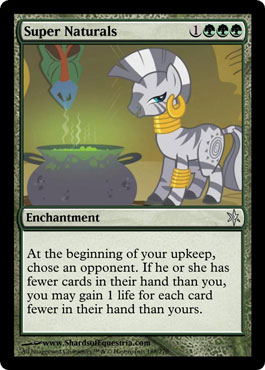 Super Naturals 1
Enchantment
At the beginning of your upkeep,
chose an opponent. If he or she has
fewer cards in their hand than you,
you may gain 1 life for each card
fewer in their hand than yours.
www.ShardsofEquestria.com